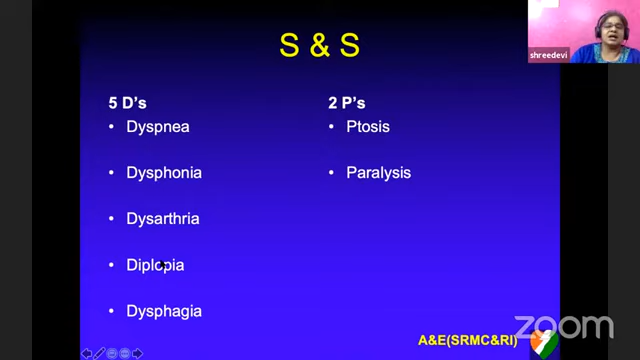 S & S
5 D's
• Dyspnea
• Dysphonia
• Dysarthria
• Diplopia
• Dysphagia
2 P's
• Ptosis
• Paralysis
A&E(SRMC&RI)
shreedevi
zoom